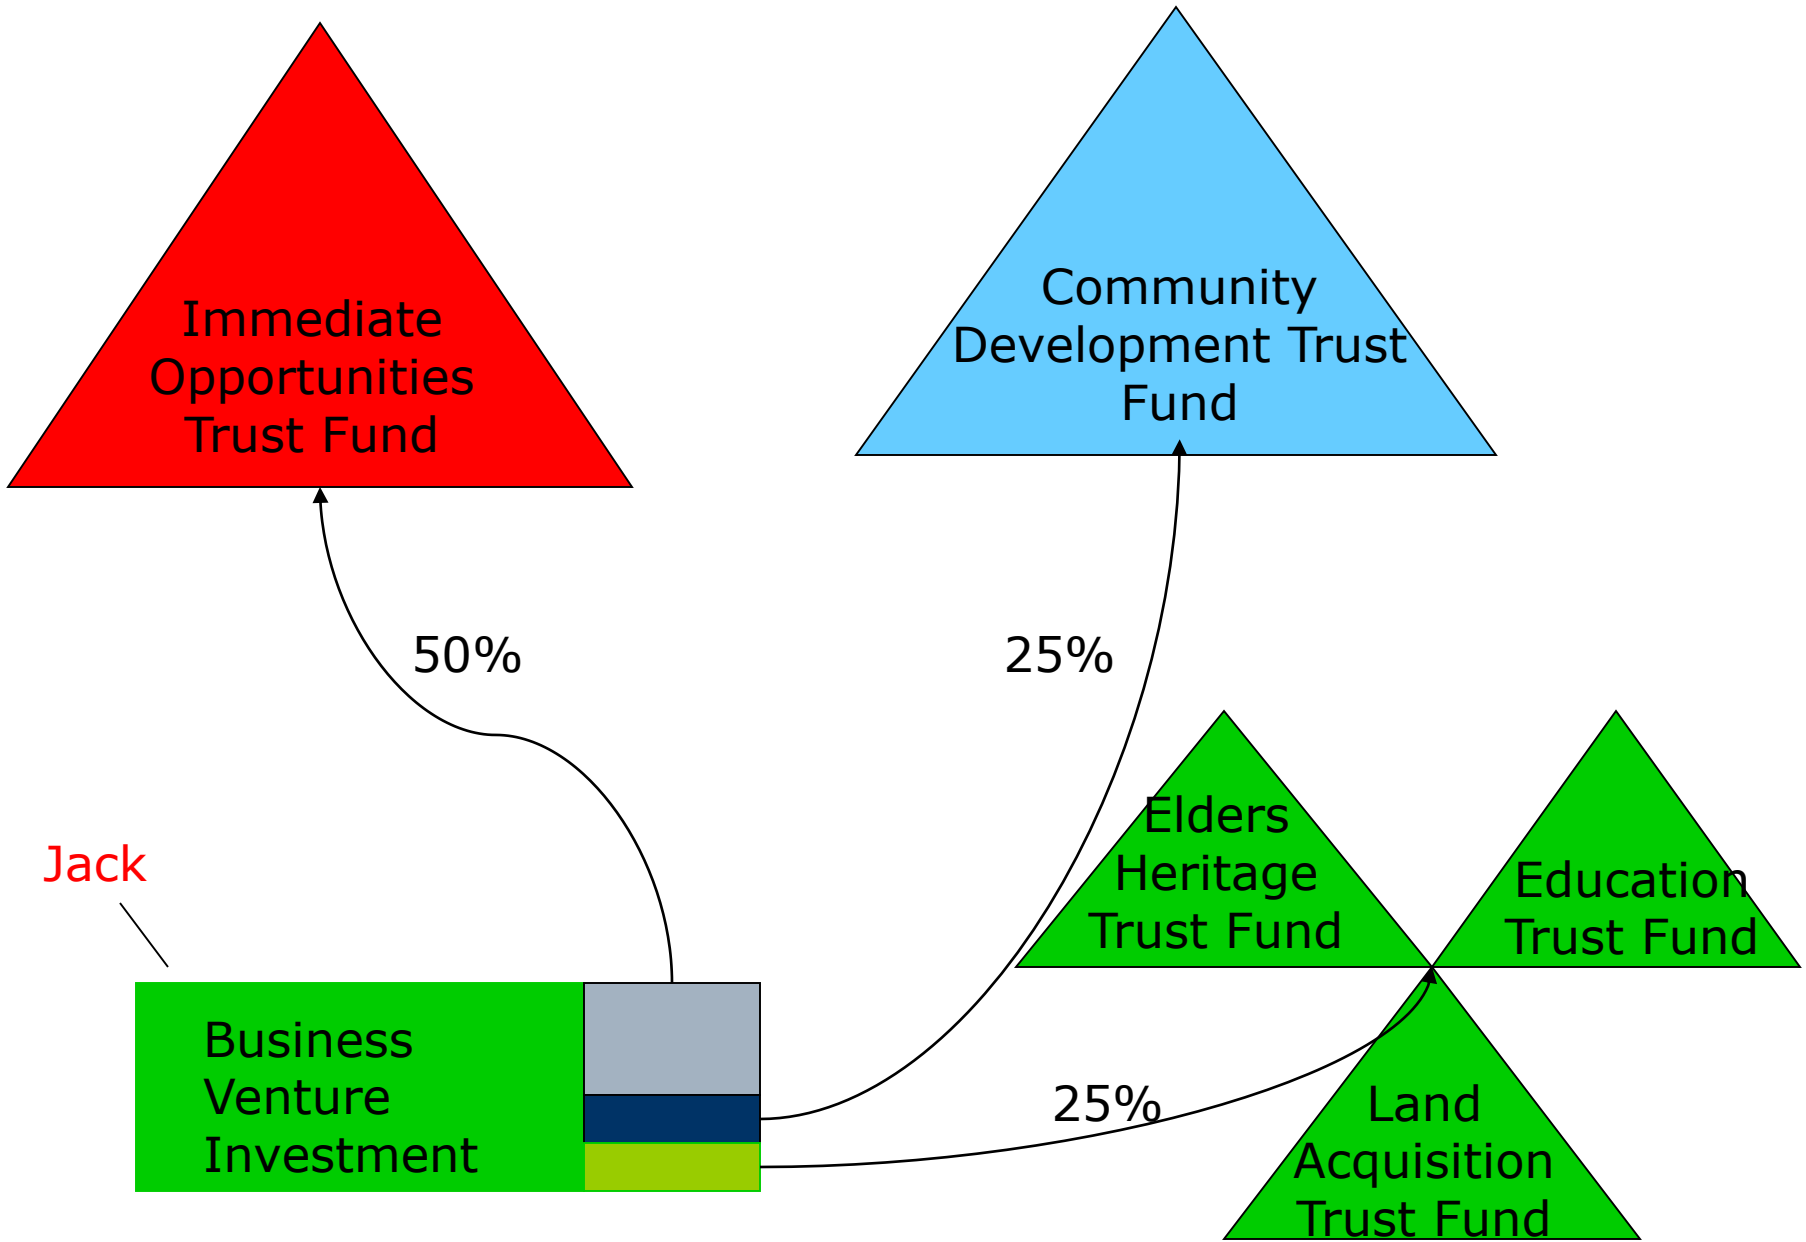 Immediate
Opportunities
Trust Fund
Community
Development Trust
Fund
50%
25%
Jack
Elders
Heritage
Trust Fund
Education
Trust Fund
Business
Venture
Investment
25%
Land
Acquisition
Trust Fund